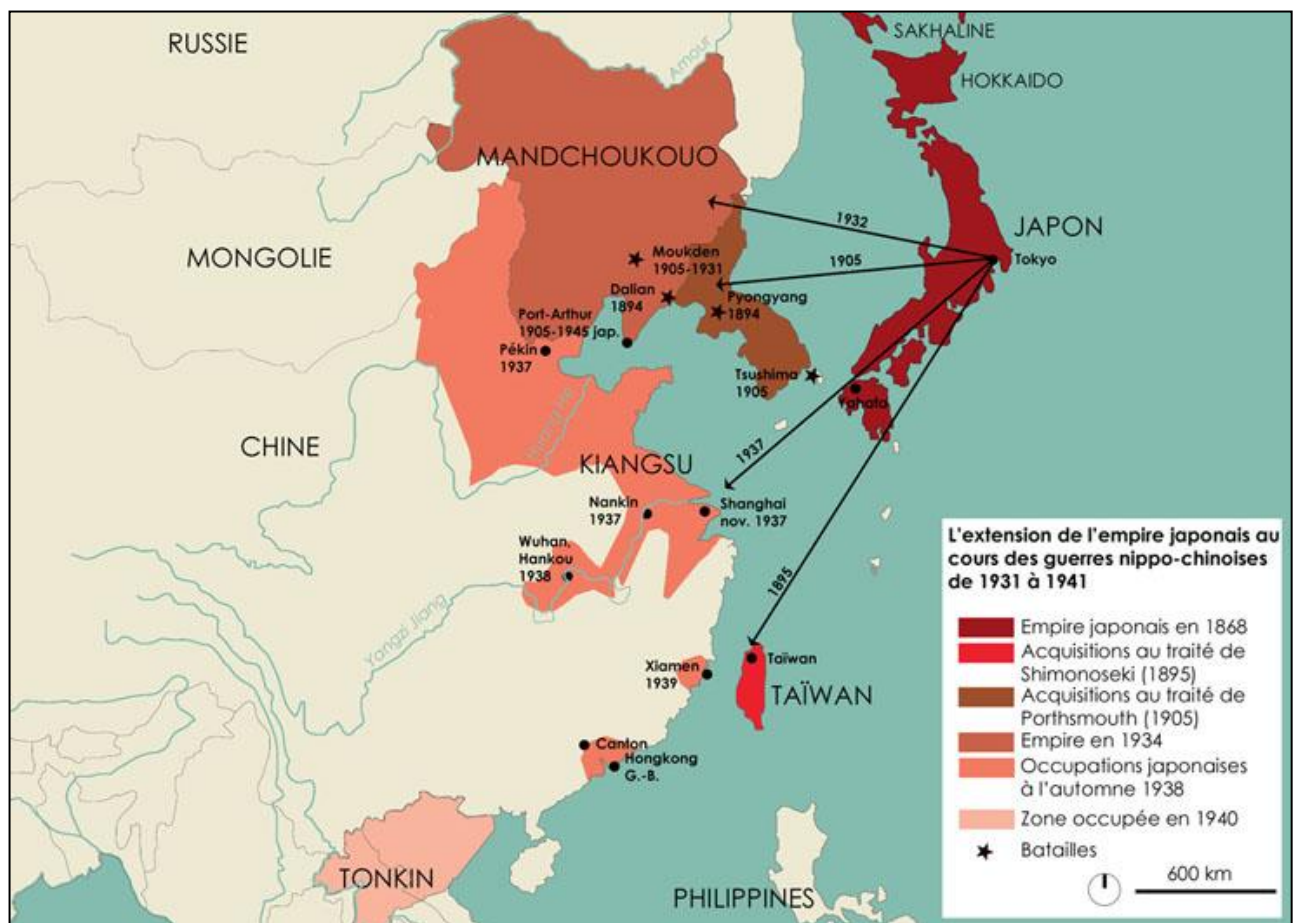 RUSSIE
SAKHALINE
HOKKAIDO
Amour
MANDCHOUKOUO
1932
JAPON
MONGOLIE
Moukden
1905-1931
1905
Tokyo
Dalian
1894
Pyongyang
1894
Port-Arthur
1905-1945 jap.
Pékin
1937
Tsushima
1905
Yahata
Huang He
CHINE
1937
KIANGSU
Nankin
1937
Shanghai
nov. 1937
Wuhan,
Hankou
1938
1895
Yangzi Jiang
Xiamen
1939
Taïwan
TAÏWAN
Canton
Hongkong
G.-B.
TONKIN
PHILIPPINES
L'extension de l'empire japonais au
cours des guerres nippo-chinoises
de 1931 à 1941
Empire japonais en 1868
Acquisitions au traité de
Shimonoseki (1895)
Acquisitions au traité de
Porthsmouth (1905)
Empire en 1934
Occupations japonaises
à l'automne 1938
Zone occupée en 1940
Batailles
600 km